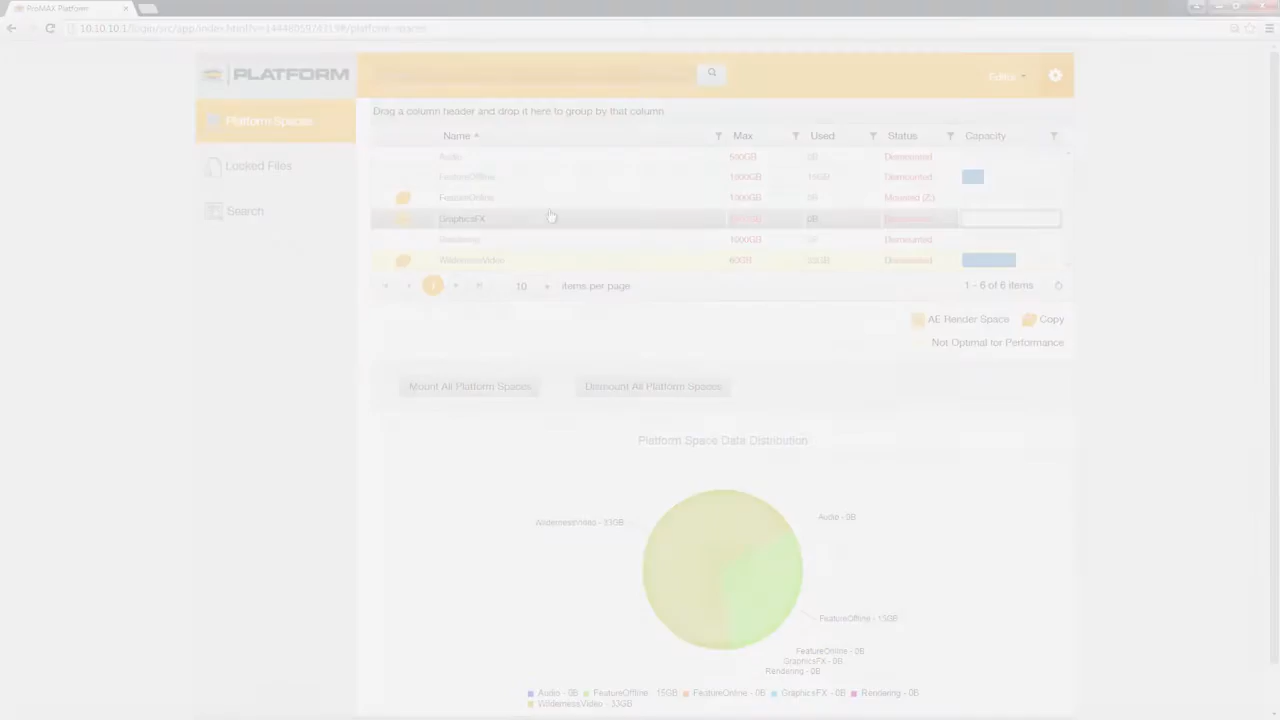 ProMAX Platform
PLATFORM
Editor
Platform Spaces
Locked Files
Search
Drag a column header and drop it here to group by that column
Name Max Used Status Capacity
Audio 500GB 0B Dismounted
FeatureOffline 1000GB 15GB Dismounted
FeatureOnline 1000GB 0B Mounted (Z:)
GraphicsFX 0B
Rendering 1000GB 0B Dismounted
WildernessVideo 60GB 33GB Dismounted
1 10 items per page 1 - 6 of 6 items
AE Render Space Copy
Not Optimal for Performance
Mount All Platform Spaces Dismount All Platform Spaces
Platform Space Data Distribution
WildernessVideo - 33GB
Audio - 0B
FeatureOffline - 15GB
FeatureOnline - 0B
GraphicsFX - 0B
Rendering - 0B
Audio - 0B FeatureOffline - 15GB FeatureOnline - 0B GraphicsFX - 0B Rendering - 0B
WildernessVideo - 33GB